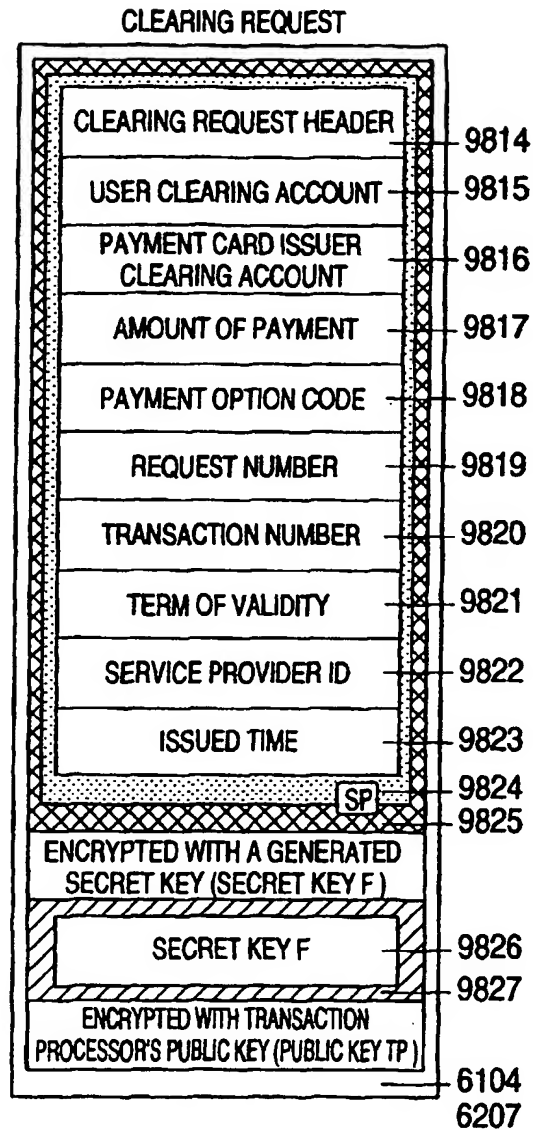 CLEARING REQUEST
CLEARING REQUEST HEADER
9814
USER CLEARING ACCOUNT
9815
PAYMENT CARD ISSUER
CLEARING ACCOUNT
9816
AMOUNT OF PAYMENT
9817
PAYMENT OPTION CODE
9818
REQUEST NUMBER
9819
TRANSACTION NUMBER
9820
TERM OF VALIDITY
9821
SERVICE PROVIDER ID
9822
ISSUED TIME
9823
SP
9824
9825
ENCRYPTED WITH A GENERATED
SECRET KEY (SECRET KEY F )
SECRET KEY F
9826
9827
ENCRYPTED WITH TRANSACTION
PROCESSOR'S PUBLIC KEY (PUBLIC KEY TP )
6104
6207